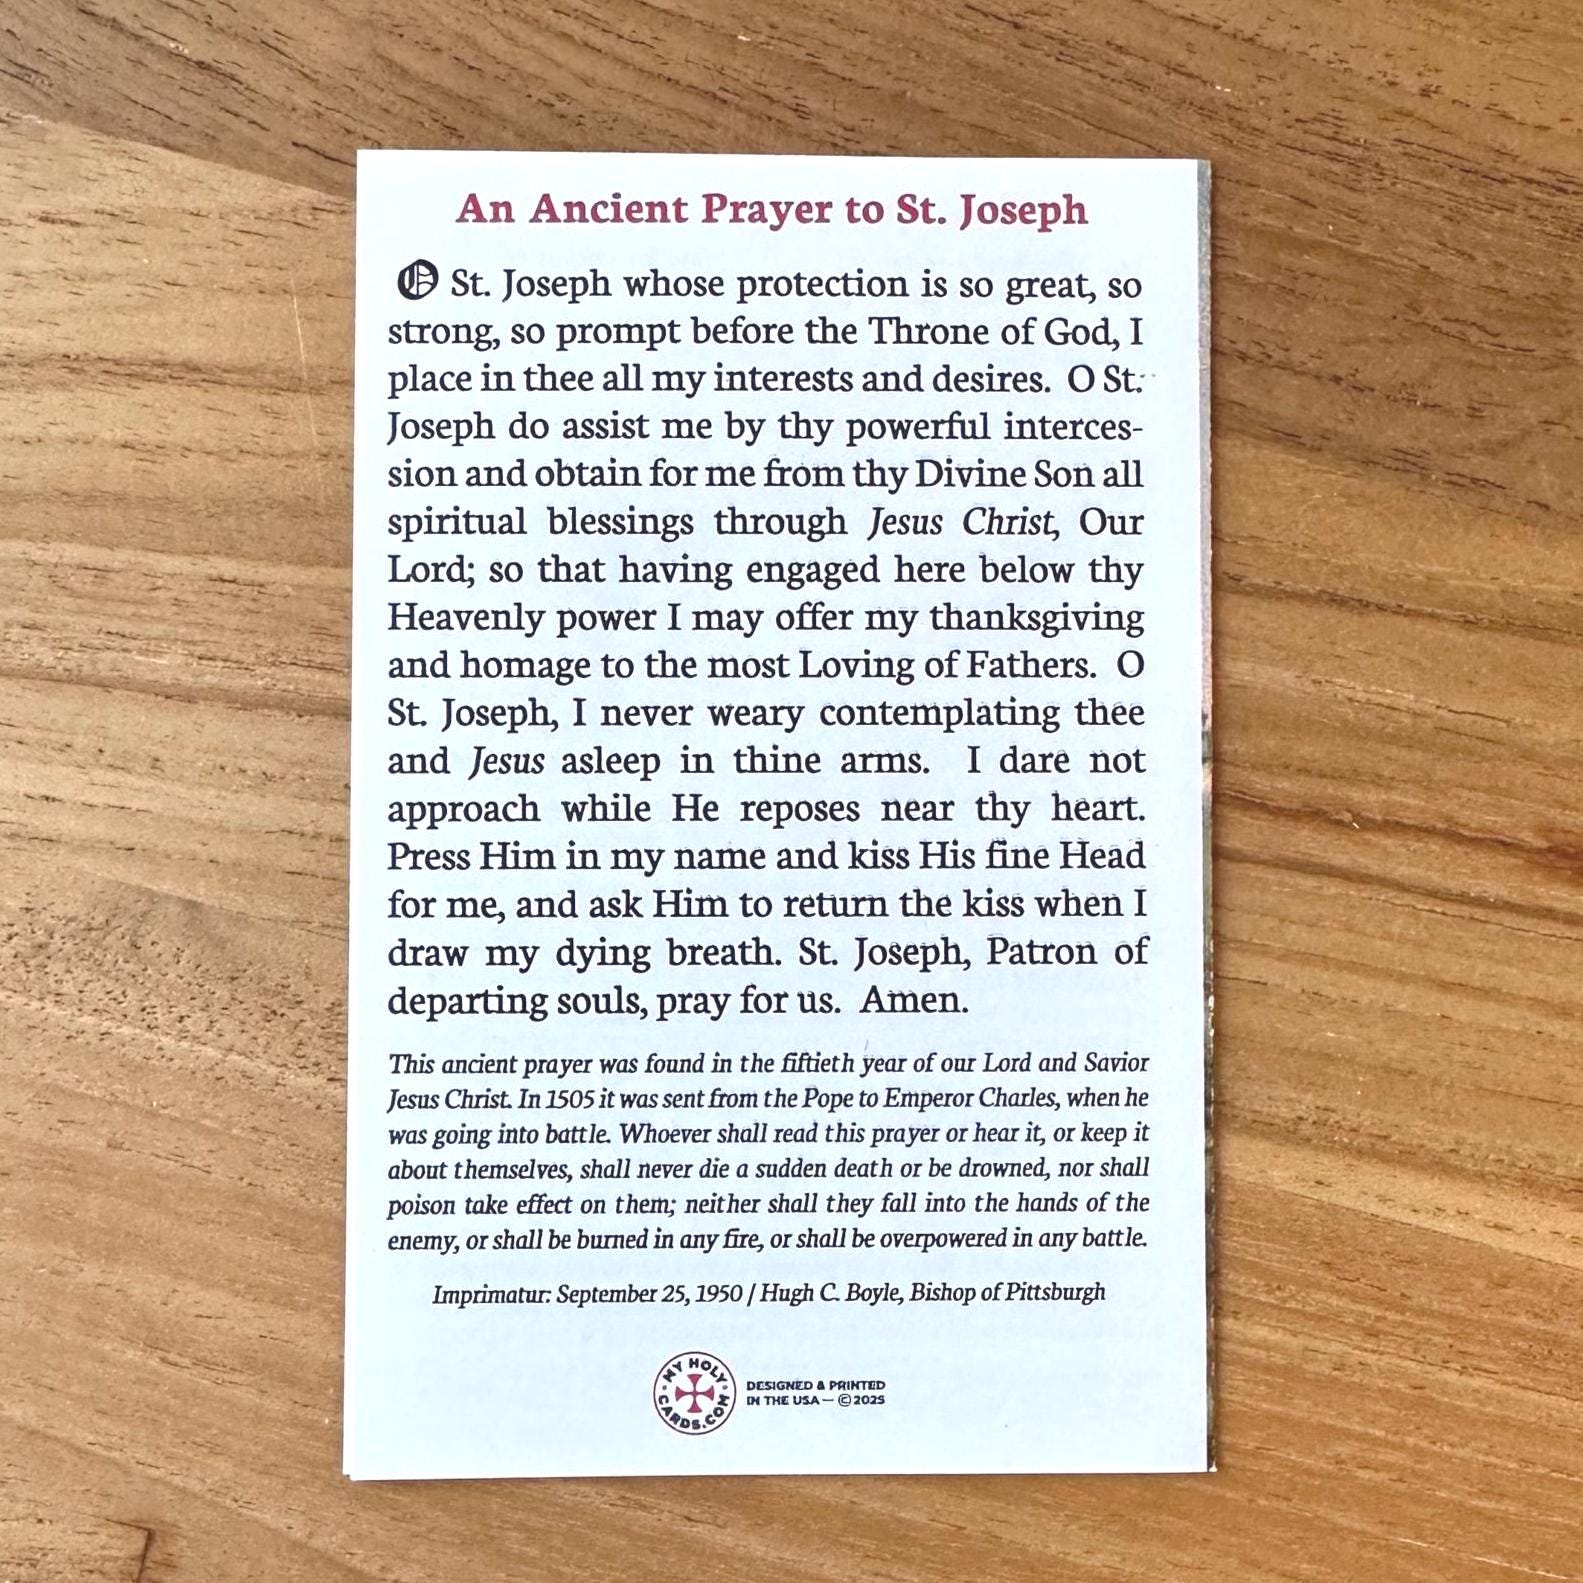 An Ancient Prayer to St. Joseph
O St. Joseph whose protection is so great, so
strong, so prompt before the Throne of God, I
place in thee all my interests and desires. O St.
Joseph do assist me by thy powerful interces-
sion and obtain for me from thy Divine Son all
spiritual blessings through Jesus Christ, Our
Lord; so that having engaged here below thy
Heavenly power I may offer my thanksgiving
and homage to the most Loving of Fathers. O
St. Joseph, I never weary contemplating thee
and Jesus asleep in thine arms. I dare not
approach while He reposes near thy heart.
Press Him in my name and kiss His fine Head
for me, and ask Him to return the kiss when I
draw my dying breath. St. Joseph, Patron of
departing souls, pray for us. Amen.
This ancient prayer was found in the fiftieth year of our Lord and Savior
Jesus Christ. In 1505 it was sent from the Pope to Emperor Charles, when he
was going into battle. Whoever shall read this prayer or hear it, or keep it
about themselves, shall never die a sudden death or be drowned, nor shall
poison take effect on them; neither shall they fall into the hands of the
enemy, or shall be burned in any fire, or shall be overpowered in any battle.
Imprimatur: September 25, 1950 / Hugh C. Boyle, Bishop of Pittsburgh
MY HOLY CARDS.COM
DESIGNED & PRINTED
IN THE USA — © 2025